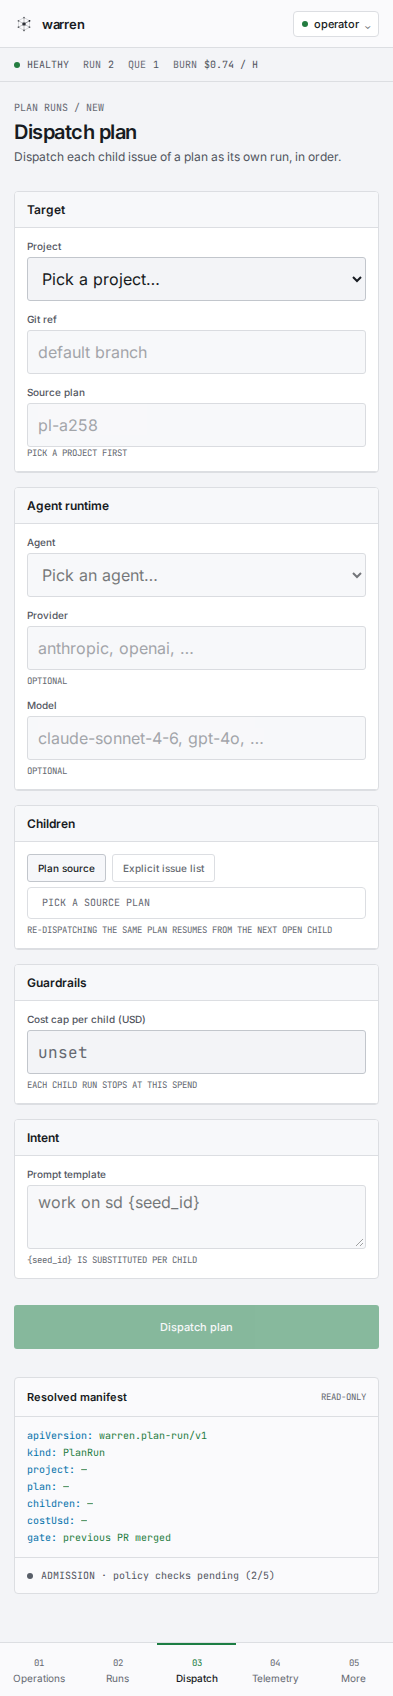 warren
operator
HEALTHY RUN 2 QUE 1 BURN $0.74 / H
PLAN RUNS / NEW
Dispatch plan
Dispatch each child issue of a plan as its own run, in order.
Target
Project
Pick a project...
Git ref
default branch
Source plan
pl-a258
PICK A PROJECT FIRST
Agent runtime
Agent
Pick an agent...
Provider
anthropic, openai, ...
OPTIONAL
Model
claude-sonnet-4-6, gpt-4o, ...
OPTIONAL
Children
Plan source Explicit issue list
PICK A SOURCE PLAN
RE-DISPATCHING THE SAME PLAN RESUMES FROM THE NEXT OPEN CHILD
Guardrails
Cost cap per child (USD)
unset
EACH CHILD RUN STOPS AT THIS SPEND
Intent
Prompt template
work on sd {seed_id}
{seed_id} IS SUBSTITUTED PER CHILD
Dispatch plan
Resolved manifest READ-ONLY
apiVersion: warren.plan-run/v1
kind: PlanRun
project: —
plan: —
children: —
costUsd: —
gate: previous PR merged
ADMISSION · policy checks pending (2/5)
01 02 03 04 05
Operations Runs Dispatch Telemetry More